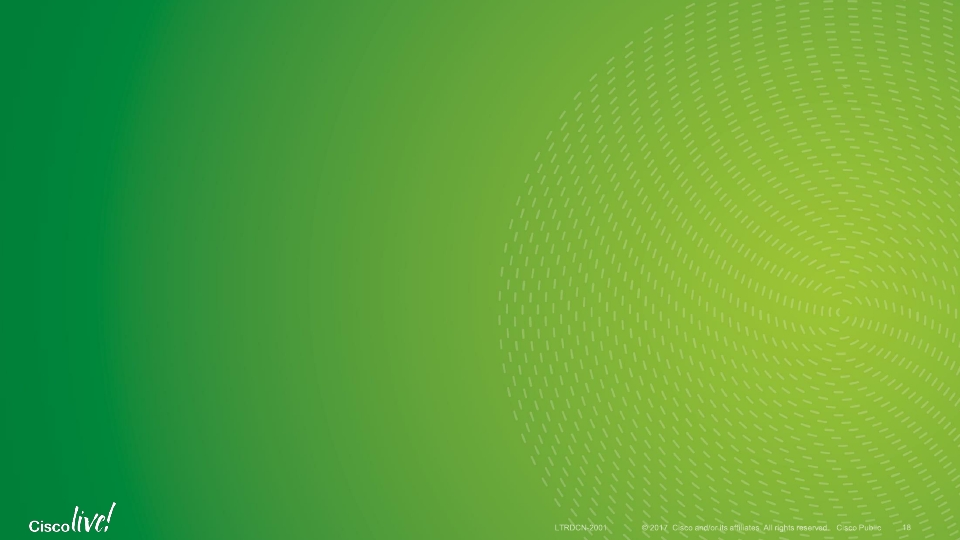 Cisco live!
LTRDCN-2001 © 2017 Cisco and/or its affiliates. All rights reserved. Cisco Public 18